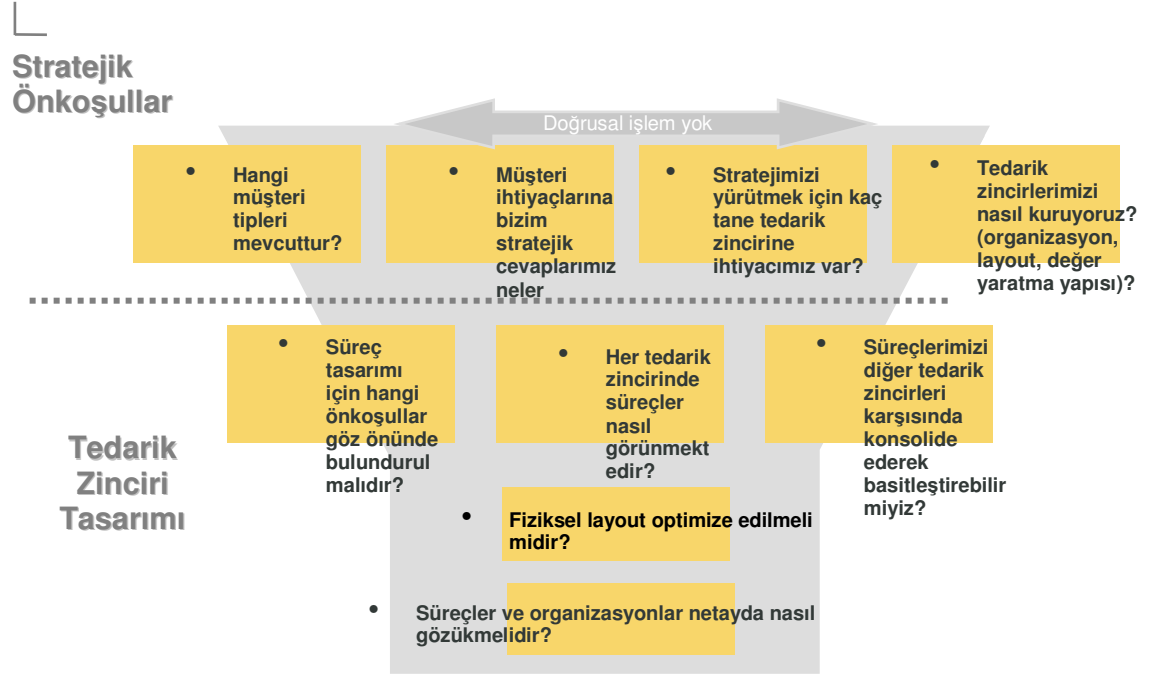 Stratejik
Önkoşullar
Doğrusal işlem yok
• Hangi
müşteri
tipleri
mevcuttur?
• Müşteri
ihtiyaçlarına
bizim
stratejik
cevaplarımız
neler
• Stratejimizi
yürütmek için kaç
tane tedarik
zincirine
ihtiyacımız var?
• Tedarik
zincirlerimizi
nasıl kuruyoruz?
(organizasyon,
layout, değer
yaratma yapısı)?
Tedarik
Zinciri
Tasarımı
• Süreç
tasarımı
için hangi
önkoşullar
göz önünde
bulundurul
malıdır?
• Her tedarik
zincirinde
süreçler
nasıl
görünmekt
edir?
• Süreçlerimizi
diğer tedarik
zincirleri
karşısında
konsolide
ederek
basitleştirebilir
miyiz?
• Fiziksel layout optimize edilmeli
midir?
• Süreçler ve organizasyonlar netayda nasıl
gözükmelidir?